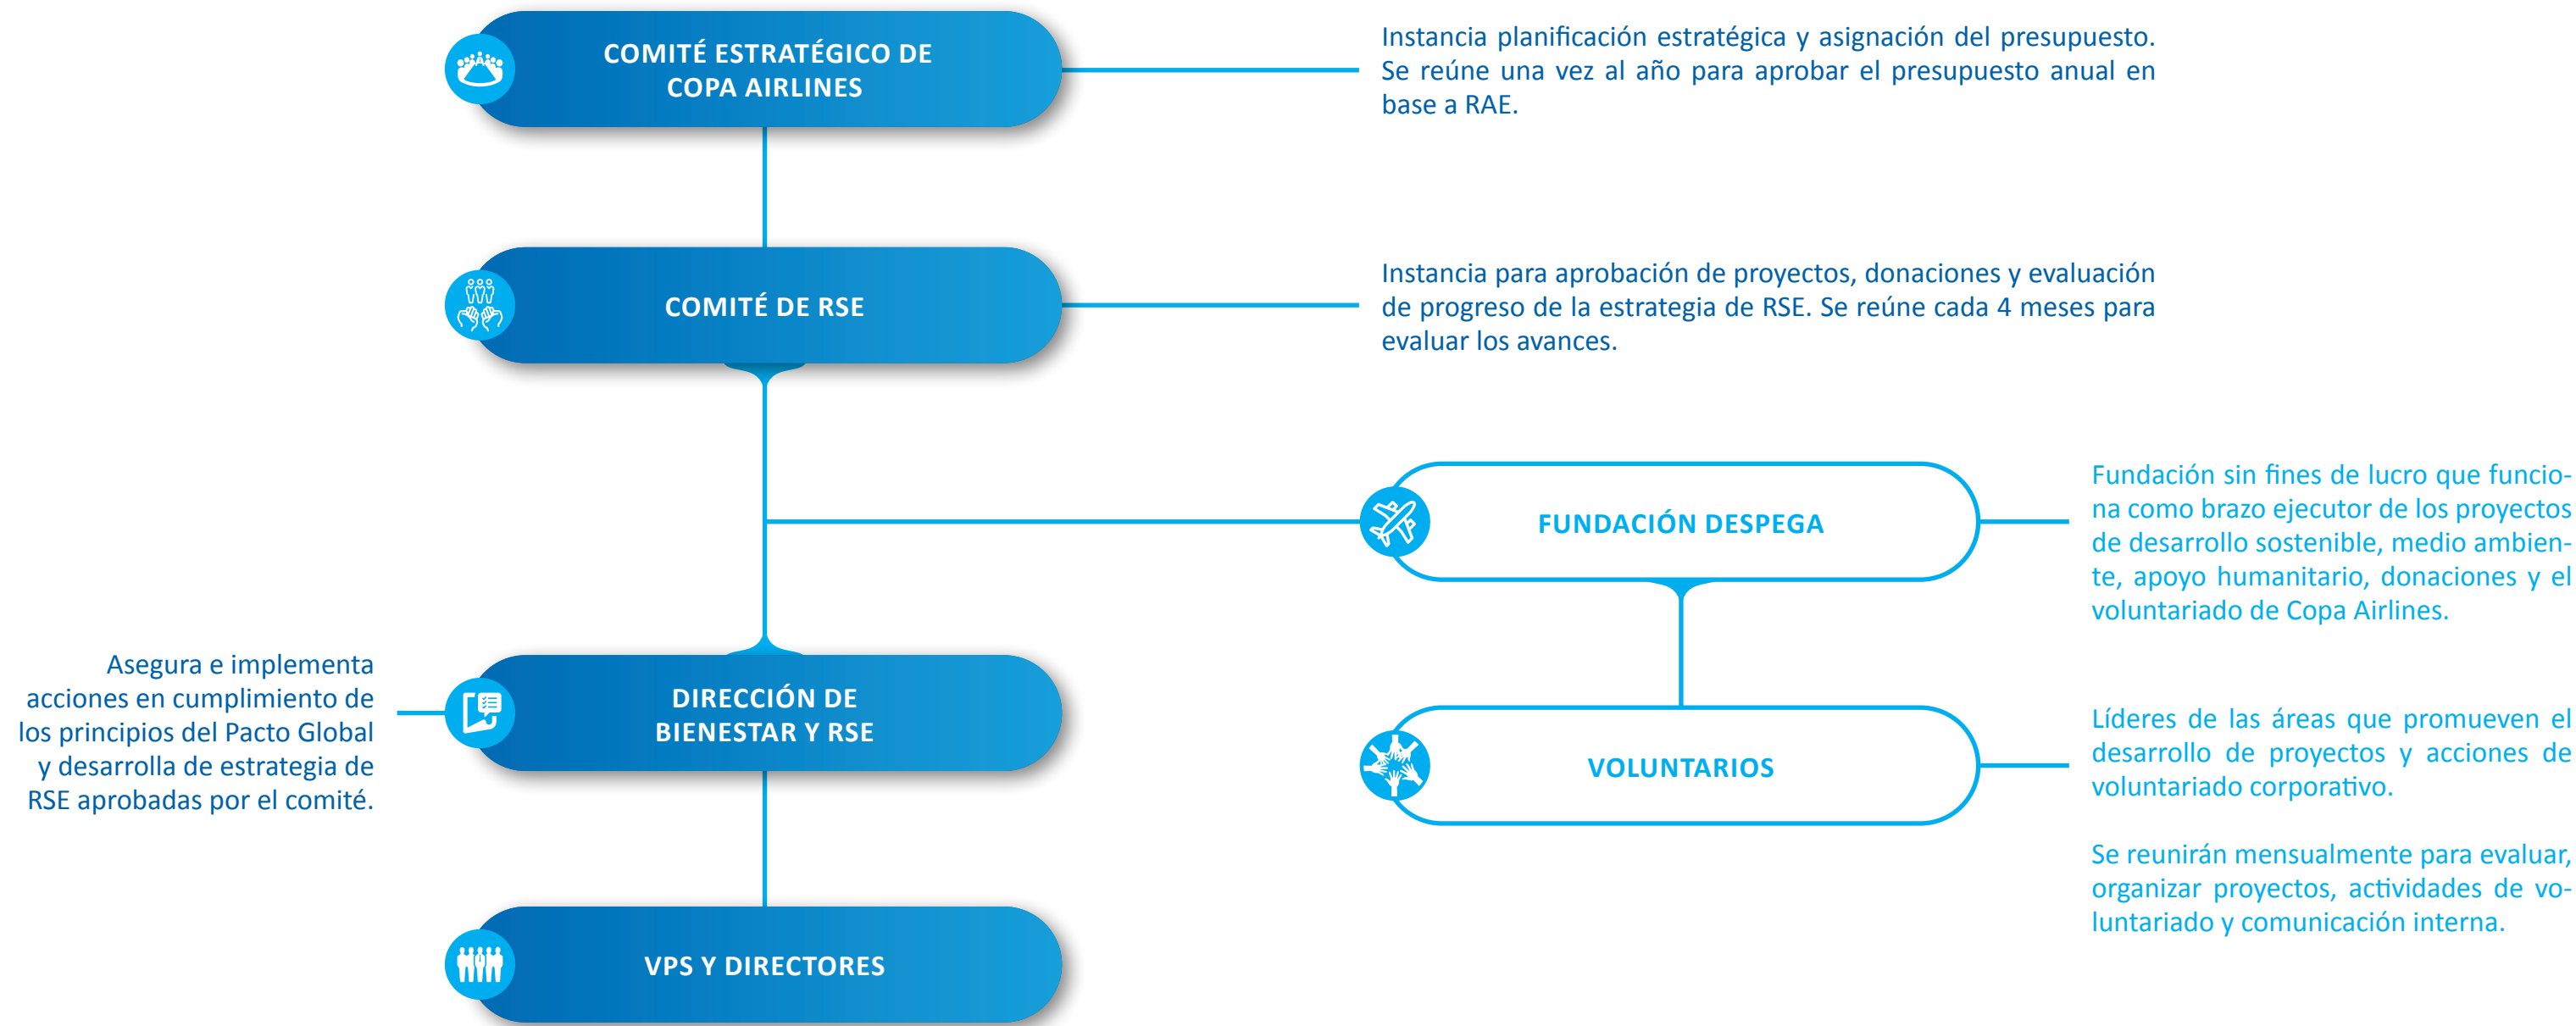 COMITÉ ESTRATÉGICO DE
COPA AIRLINES
Instancia planificación estratégica y asignación del presupuesto.
Se reúne una vez al año para aprobar el presupuesto anual en
base a RAE.
COMITÉ DE RSE
Instancia para aprobación de proyectos, donaciones y evaluación
de progreso de la estrategia de RSE. Se reúne cada 4 meses para
evaluar los avances.
FUNDACIÓN DESPEGA
Fundación sin fines de lucro que funcio-
na como brazo ejecutor de los proyectos
de desarrollo sostenible, medio ambien-
te, apoyo humanitario, donaciones y el
voluntariado de Copa Airlines.
Asegura e implementa
acciones en cumplimiento de
los principios del Pacto Global
y desarrolla de estrategia de
RSE aprobadas por el comité.
DIRECCIÓN DE
BIENESTAR Y RSE
VOLUNTARIOS
Líderes de las áreas que promueven el
desarrollo de proyectos y acciones de
voluntariado corporativo.
Se reunirán mensualmente para evaluar,
organizar proyectos, actividades de vo-
luntariado y comunicación interna.
VPS Y DIRECTORES